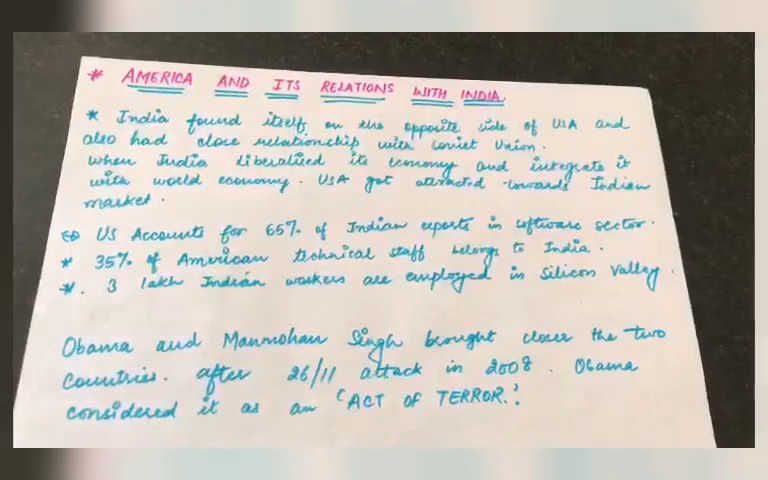 * AMERICA AND ITS RELATIONS WITH INDIA
* India found itself on the opposite side of USA and
also had close relationship with soviet Union.
when India liberalised its economy and integrate it
with world economy. USA got attracted towards Indian
market.
⇔ US Accounts for 65% of Indian exports in software sector.
* 35% of American technical staff belongs to India.
* . 3 lakh Indian workers are employed in Silicon Valley.
Obama and Manmohan Singh brought closer the two
countries. after 26/11 attack in 2008. Obama
considered it as an 'ACT OF TERROR.'